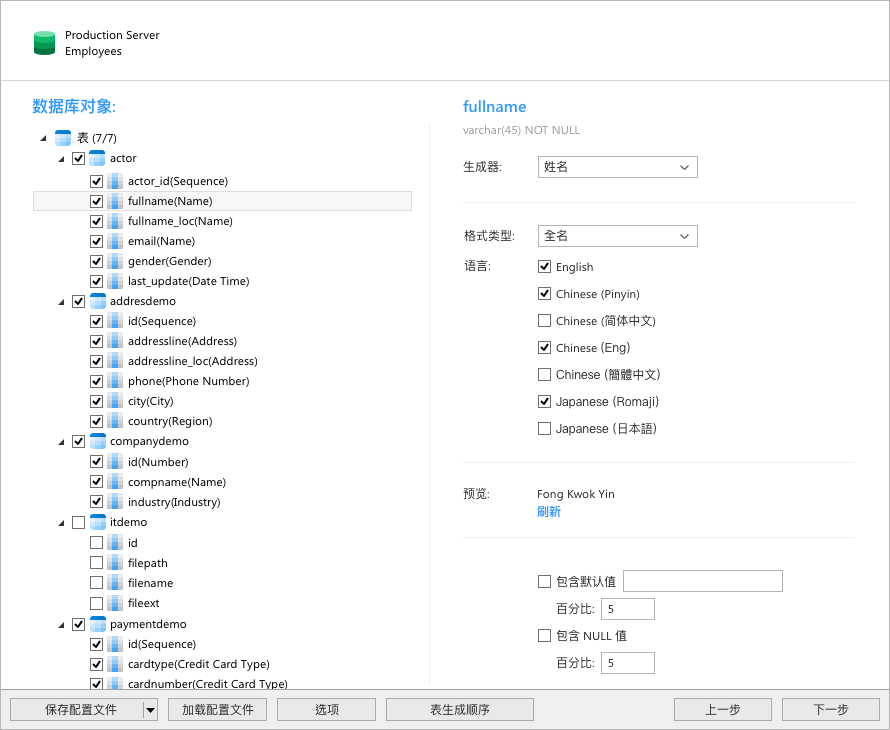 Production Server
Employees
数据库对象:
表 (7/7)
actor
actor_id(Sequence)
fullname(Name)
fullname_loc(Name)
email(Name)
gender(Gender)
last_update(Date Time)
addresdemo
id(Sequence)
addressline(Address)
addressline_loc(Address)
phone(Phone Number)
city(City)
country(Region)
companydemo
id(Number)
compname(Name)
industry(Industry)
itdemo
id
filepath
filename
fileext
paymentdemo
id(Sequence)
cardtype(Credit Card Type)
cardnumber(Credit Card Type)
fullname
varchar(45) NOT NULL
生成器: 姓名
格式类型: 全名
语言: English
Chinese (Pinyin)
Chinese (简体中文)
Chinese (Eng)
Chinese (簡體中文)
Japanese (Romaji)
Japanese (日本語)
预览: Fong Kwok Yin
刷新
包含默认值
百分比: 5
包含 NULL 值
百分比: 5
保存配置文件 加载配置文件 选项 表生成顺序 上一步 下一步